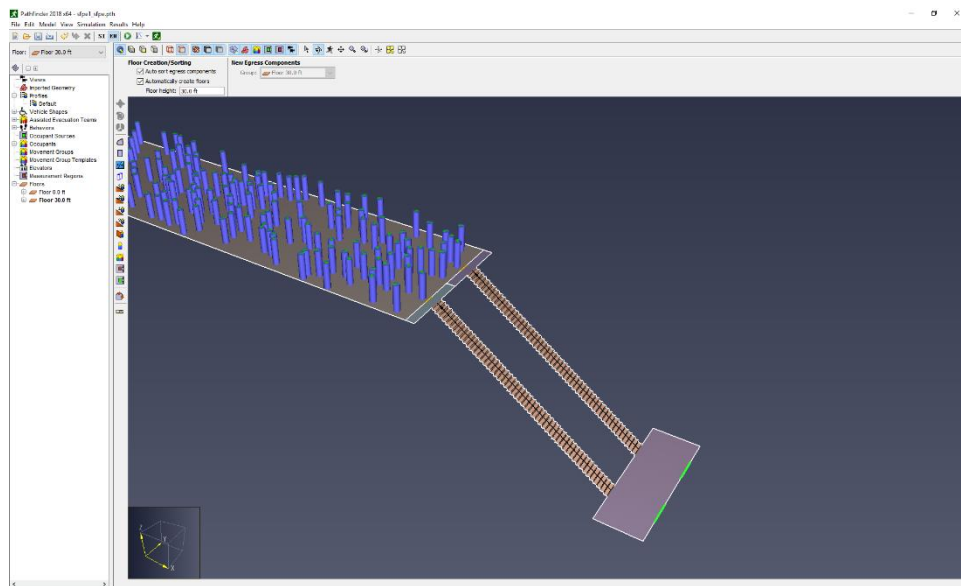 Pathfinder 2018 x64 - sfpe1_sfpe.pth
File Edit Model View Simulation Results Help
Floor: Floor 30.0 ft
Floor Creation/Sorting
Auto sort egress components
Automatically create floors
Floor height: 30.0 ft
New Egress Components
Group: Floor 30.0 ft
Views
Imported Geometry
Profiles
Default
Vehicle Shapes
Assisted Evacuation Teams
Behaviors
Occupant Sources
Occupants
Movement Groups
Movement Group Templates
Elevators
Measurement Regions
Floors
Floor 0.0 ft
Floor 30.0 ft
Z
Y
X